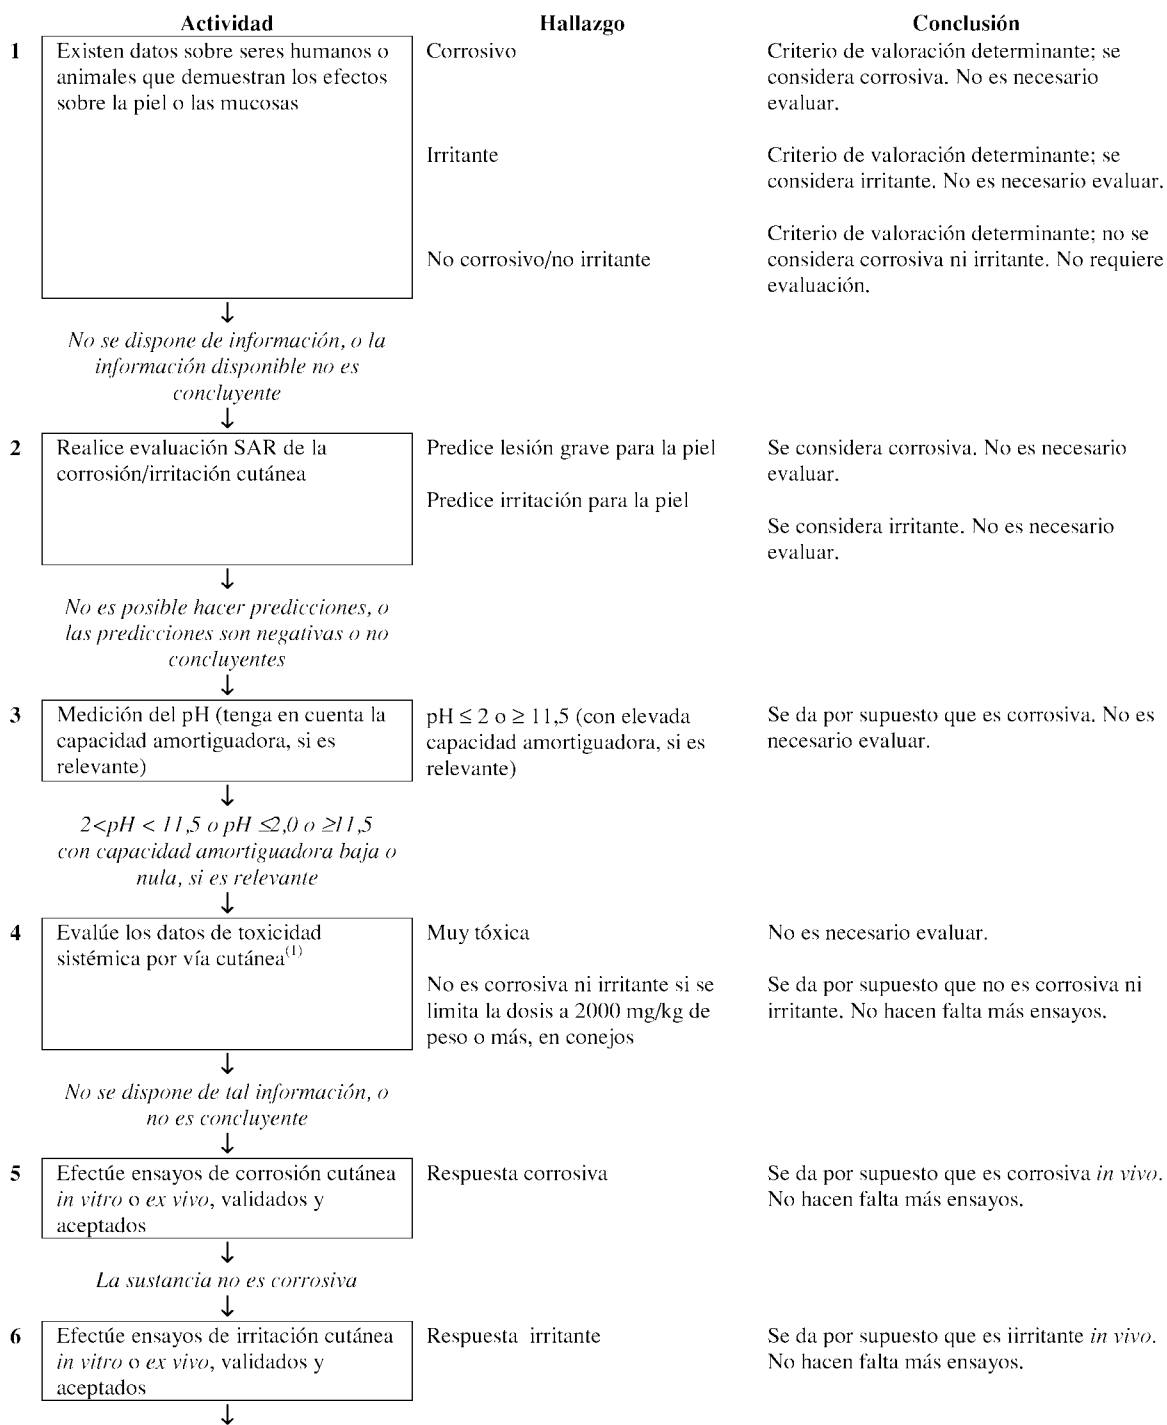 Actividad Hallazgo Conclusión
1 Existen datos sobre seres humanos o Corrosivo Criterio de valoración determinante; se
animales que demuestran los efectos considera corrosiva. No es necesario
sobre la piel o las mucosas evaluar.
Irritante Criterio de valoración determinante; se
considera irritante. No es necesario evaluar.
Criterio de valoración determinante; no se
No corrosivo/no irritante considera corrosiva ni irritante. No requiere
evaluación.
↓
No se dispone de información, o la
información disponible no es
concluyente
↓
2 Realice evaluación SAR de la Predice lesión grave para la piel Se considera corrosiva. No es necesario
corrosión/irritación cutánea evaluar.
Predice irritación para la piel
Se considera irritante. No es necesario
evaluar.
↓
No es posible hacer predicciones, o
las predicciones son negativas o no
concluyentes
↓
3 Medición del pH (tenga en cuenta la pH ≤ 2 o ≥ 11,5 (con elevada Se da por supuesto que es corrosiva. No es
capacidad amortiguadora, si es capacidad amortiguadora, si es necesario evaluar.
relevante) relevante)
↓
2<pH < 11,5 o pH ≤2,0 o ≥11,5
con capacidad amortiguadora baja o
nula, si es relevante
↓
4 Evalúe los datos de toxicidad Muy tóxica No es necesario evaluar.
sistémica por vía cutánea(1)
No es corrosiva ni irritante si se Se da por supuesto que no es corrosiva ni
limita la dosis a 2000 mg/kg de irritante. No hacen falta más ensayos.
peso o más, en conejos
↓
No se dispone de tal información, o
no es concluyente
↓
5 Efectúe ensayos de corrosión cutánea Respuesta corrosiva Se da por supuesto que es corrosiva in vivo.
in vitro o ex vivo, validados y No hacen falta más ensayos.
aceptados
↓
La sustancia no es corrosiva
↓
6 Efectúe ensayos de irritación cutánea Respuesta irritante Se da por supuesto que es iirritante in vivo.
in vitro o ex vivo, validados y No hacen falta más ensayos.
aceptados
↓